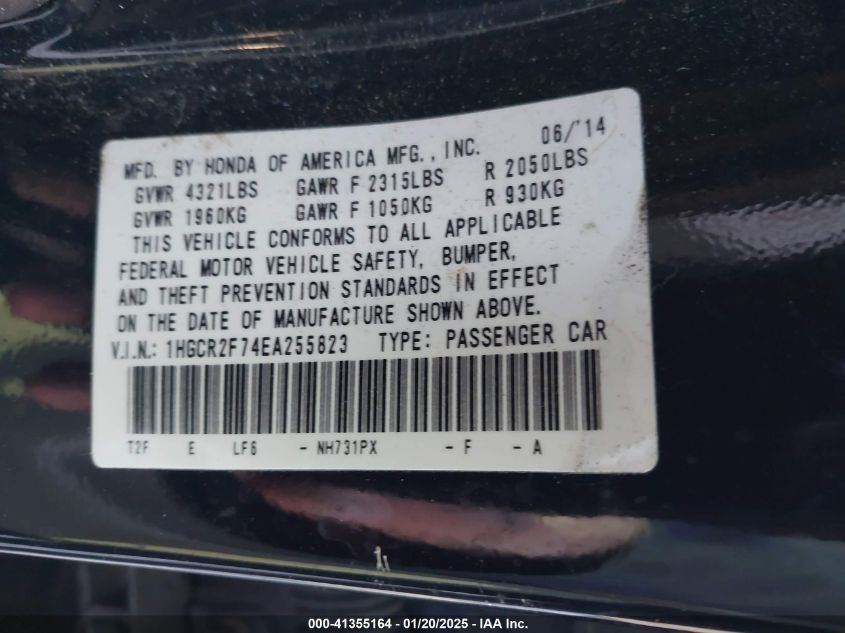 MFD. BY HONDA OF AMERICA MFG., INC. 06/'14
GVWR 4321LBS GAWR F 2315LBS R 2050LBS
GVWR 1960KG GAWR F 1050KG R 930KG
THIS VEHICLE CONFORMS TO ALL APPLICABLE
FEDERAL MOTOR VEHICLE SAFETY, BUMPER,
AND THEFT PREVENTION STANDARDS IN EFFECT
ON THE DATE OF MANUFACTURE SHOWN ABOVE.
V.I.N.: 1HGCR2F74EA255823 TYPE: PASSENGER CAR
T2F E LF6 - NH731PX - F - A
000-41355164 - 01/20/2025 - IAA Inc.